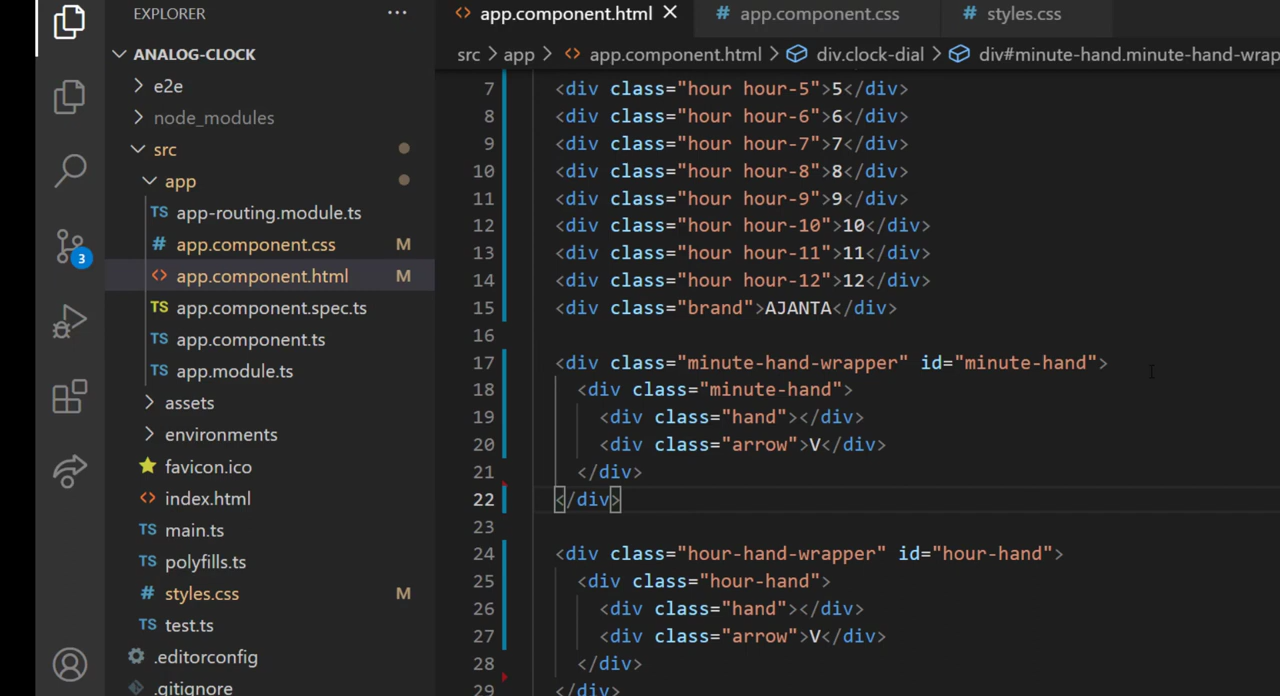 EXPLORER
ANALOG-CLOCK
e2e
node_modules
src
app
TS app-routing.module.ts
# app.component.css M
<> app.component.html M
TS app.component.spec.ts
TS app.component.ts
TS app.module.ts
assets
environments
favicon.ico
<> index.html
TS main.ts
TS polyfills.ts
# styles.css M
TS test.ts
.editorconfig
.gitignore
3
<> app.component.html
# app.component.css
# styles.css
src > app > <> app.component.html > div.clock-dial > div#minute-hand.minute-hand-wrap
7 <div class="hour hour-5">5</div>
8 <div class="hour hour-6">6</div>
9 <div class="hour hour-7">7</div>
10 <div class="hour hour-8">8</div>
11 <div class="hour hour-9">9</div>
12 <div class="hour hour-10">10</div>
13 <div class="hour hour-11">11</div>
14 <div class="hour hour-12">12</div>
15 <div class="brand">AJANTA</div>
16
17 <div class="minute-hand-wrapper" id="minute-hand">
18 <div class="minute-hand">
19 <div class="hand"></div>
20 <div class="arrow">V</div>
21 </div>
22 </div>
23
24 <div class="hour-hand-wrapper" id="hour-hand">
25 <div class="hour-hand">
26 <div class="hand"></div>
27 <div class="arrow">V</div>
28 </div>
29 </div>